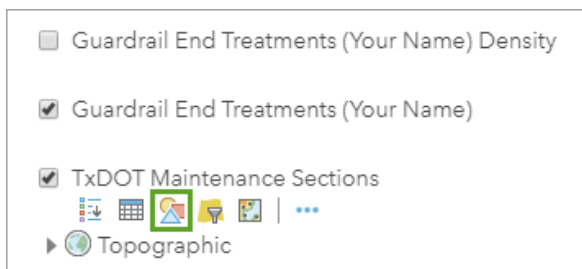 Guardrail End Treatments (Your Name) Density
Guardrail End Treatments (Your Name)
TxDOT Maintenance Sections
Topographic